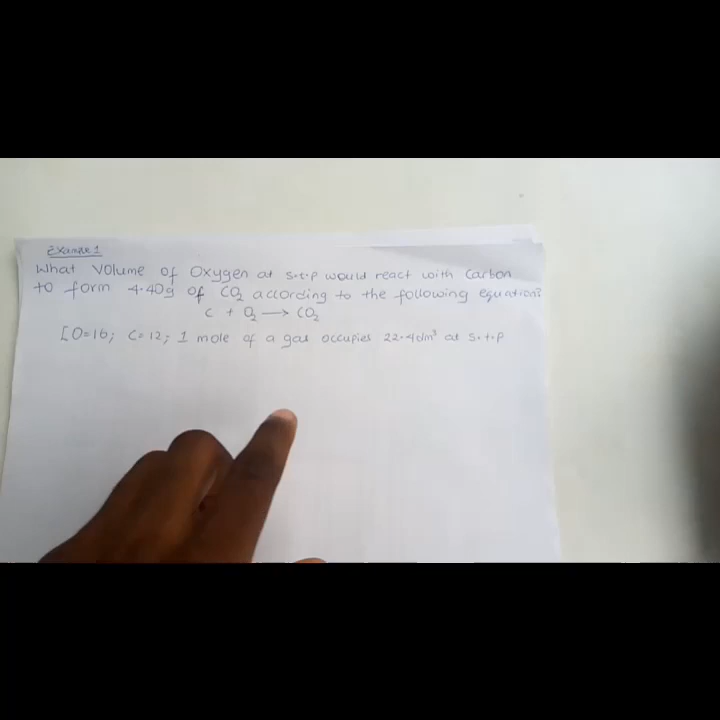 Example 1
What Volume of Oxygen at s.t.p would react with Carbon
to form 4.40g of CO₂ according to the following equation?
C + O₂ → CO₂
[O=16; C=12; 1 mole of a gas occupies 22.4dm³ at s.t.p